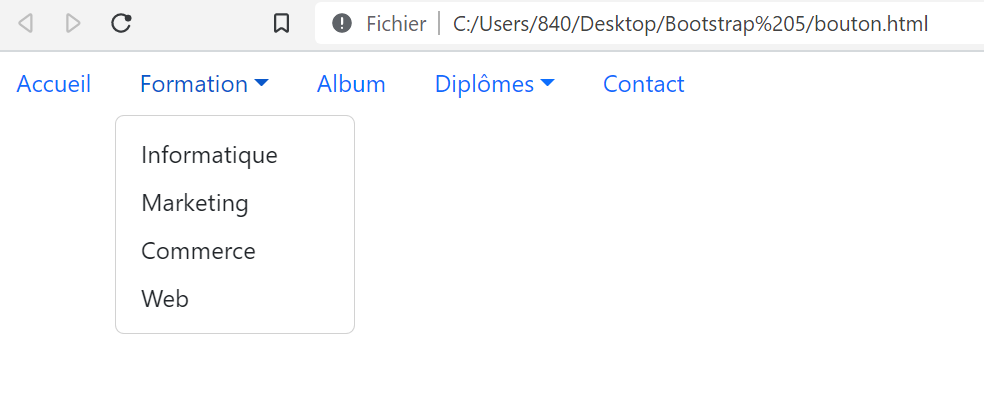 Fichier C:/Users/840/Desktop/Bootstrap%205/bouton.html
Accueil Formation Album Diplômes Contact
Informatique
Marketing
Commerce
Web